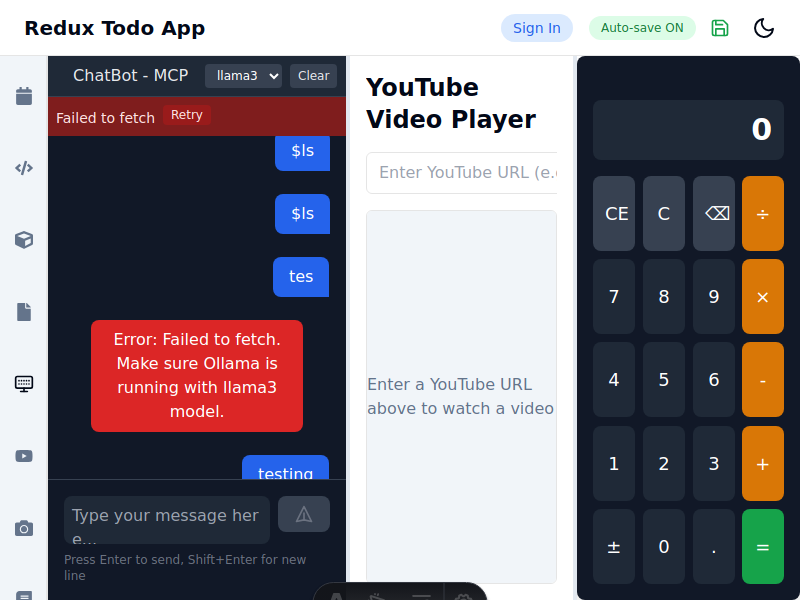 Redux Todo App
Sign In
Auto-save ON
ChatBot - MCP
llama3
Clear
Failed to fetch
Retry
$ls
$ls
tes
Error: Failed to fetch.
Make sure Ollama is
running with llama3
model.
testing
Type your message her
e...
Press Enter to send, Shift+Enter for new
line
YouTube
Video Player
Enter YouTube URL (e.
Enter a YouTube URL
above to watch a video
0
CE
C
⌫
÷
7
8
9
×
4
5
6
-
1
2
3
+
±
0
.
=